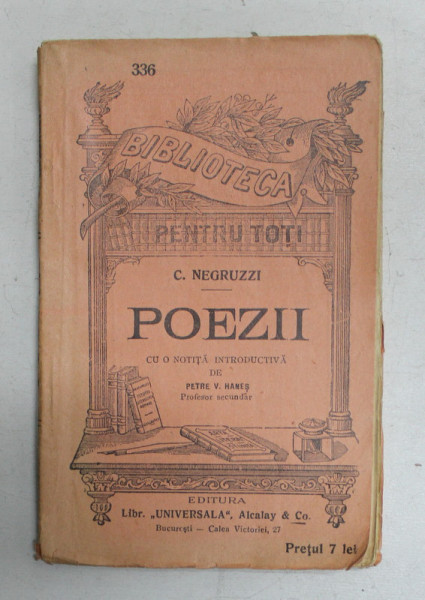 336
BIBLIOTECA
PENTRU TOȚI
C. NEGRUZZI
POEZII
CU O NOTIȚĂ INTRODUCTIVĂ
DE
PETRE V. HANEȘ
Profesor secundar
EDITURA
Libr. „UNIVERSALA", Alcalay & Co.
București — Calea Victoriei, 27
Prețul 7 lei